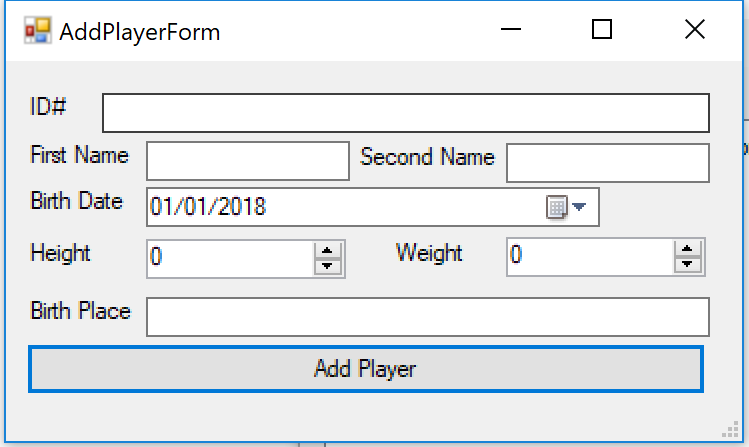 AddPlayerForm
ID#
First Name Second Name
Birth Date 01/01/2018
Height 0 Weight 0
Birth Place
Add Player